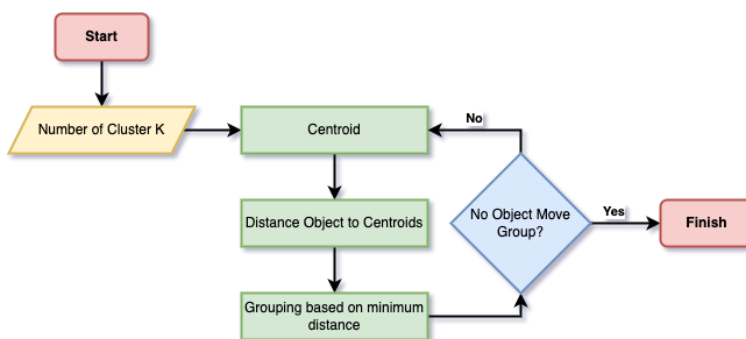 Start
Number of Cluster K
Centroid
No
Distance Object to Centroids
No Object Move
Group?
Yes
Finish
Grouping based on minimum
distance